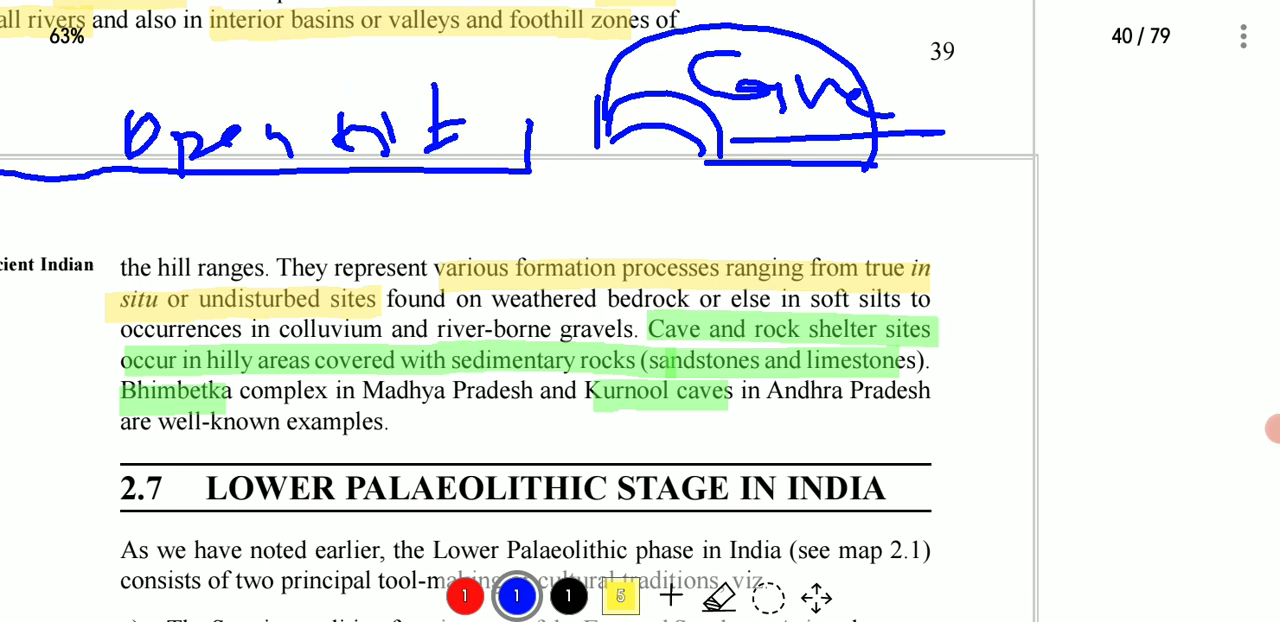 all rivers and also in interior basins or valleys and foothill zones of
63%
40 / 79
39
Open
Cave
cient Indian
the hill ranges. They represent various formation processes ranging from true in
situ or undisturbed sites found on weathered bedrock or else in soft silts to
occurrences in colluvium and river-borne gravels. Cave and rock shelter sites
occur in hilly areas covered with sedimentary rocks (sandstones and limestones).
Bhimbetka complex in Madhya Pradesh and Kurnool caves in Andhra Pradesh
are well-known examples.
2.7 LOWER PALAEOLITHIC STAGE IN INDIA
As we have noted earlier, the Lower Palaeolithic phase in India (see map 2.1)
consists of two principal tool-making or cultural traditions, viz.
1 1 1 5